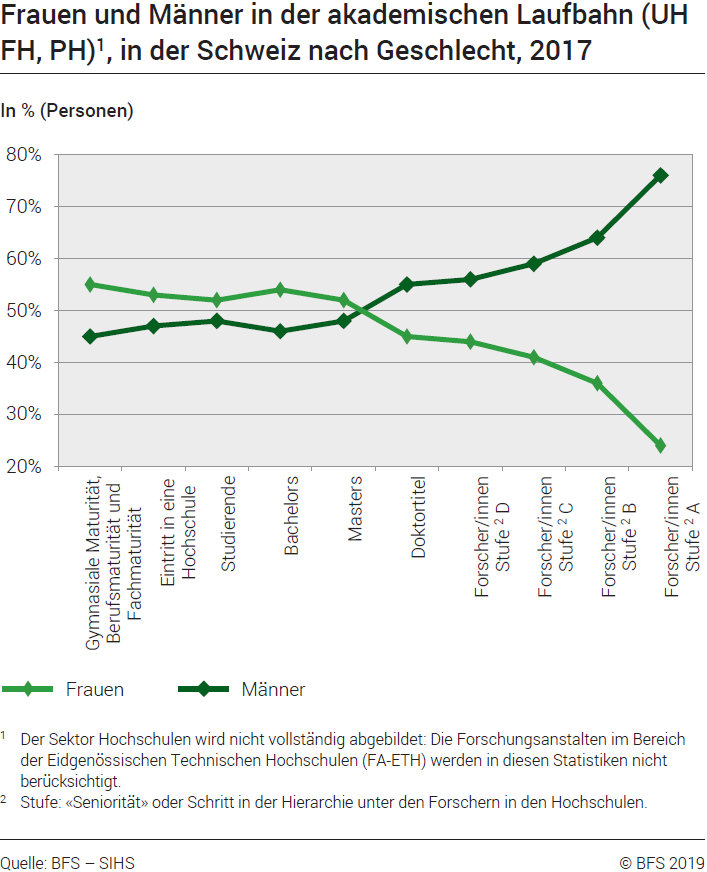 Frauen und Männer in der akademischen Laufbahn (UH
FH, PH)¹, in der Schweiz nach Geschlecht, 2017
In % (Personen)
80%
70%
60%
50%
40%
30%
20%
Gymnasiale Maturität,
Berufsmaturität und
Fachmaturität
Eintritt in eine
Hochschule
Studierende
Bachelors
Masters
Doktortitel
Forscher/innen
Stufe ² D
Forscher/innen
Stufe ² C
Forscher/innen
Stufe ² B
Forscher/innen
Stufe ² A
Frauen
Männer
¹ Der Sektor Hochschulen wird nicht vollständig abgebildet: Die Forschungsanstalten im Bereich
der Eidgenössischen Technischen Hochschulen (FA-ETH) werden in diesen Statistiken nicht
berücksichtigt.
² Stufe: «Seniorität» oder Schritt in der Hierarchie unter den Forschern in den Hochschulen.
Quelle: BFS – SIHS
© BFS 2019